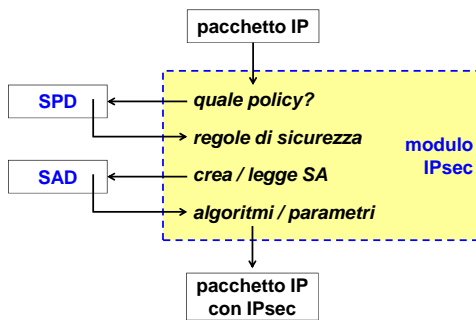 pacchetto IP
SPD
quale policy?
regole di sicurezza
modulo
IPsec
SAD
crea / legge SA
algoritmi / parametri
pacchetto IP
con IPsec